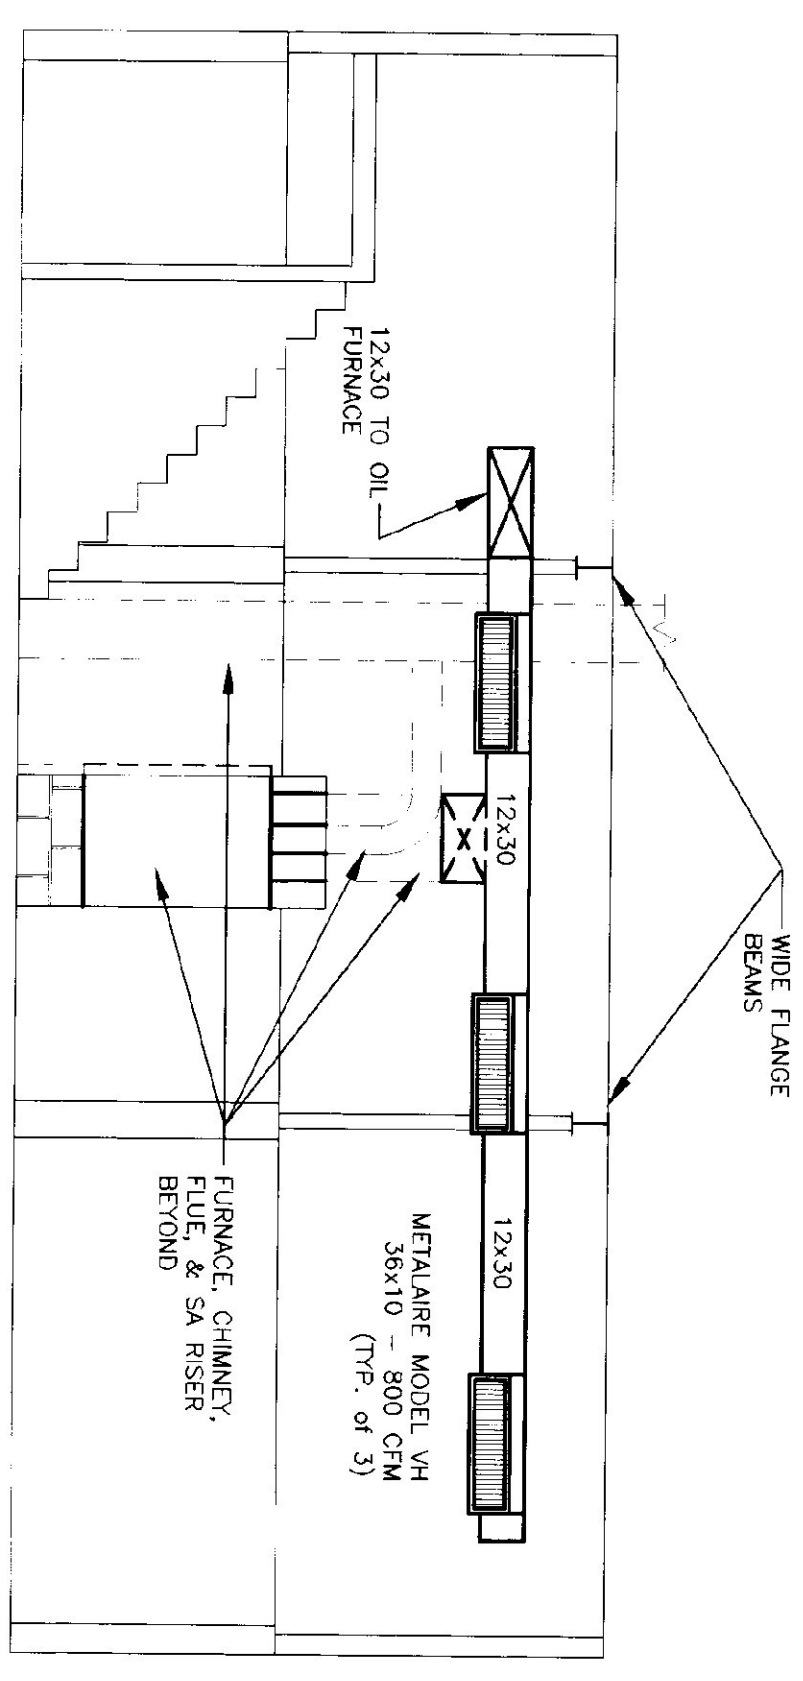 WIDE FLANGE
BEAMS
12x30 TO OIL
FURNACE
12x30
12x30
METALAIRE MODEL VH
36x10 - 800 CFM
(TYP. of 3)
FURNACE, CHIMNEY,
FLUE, & SA RISER
BEYOND